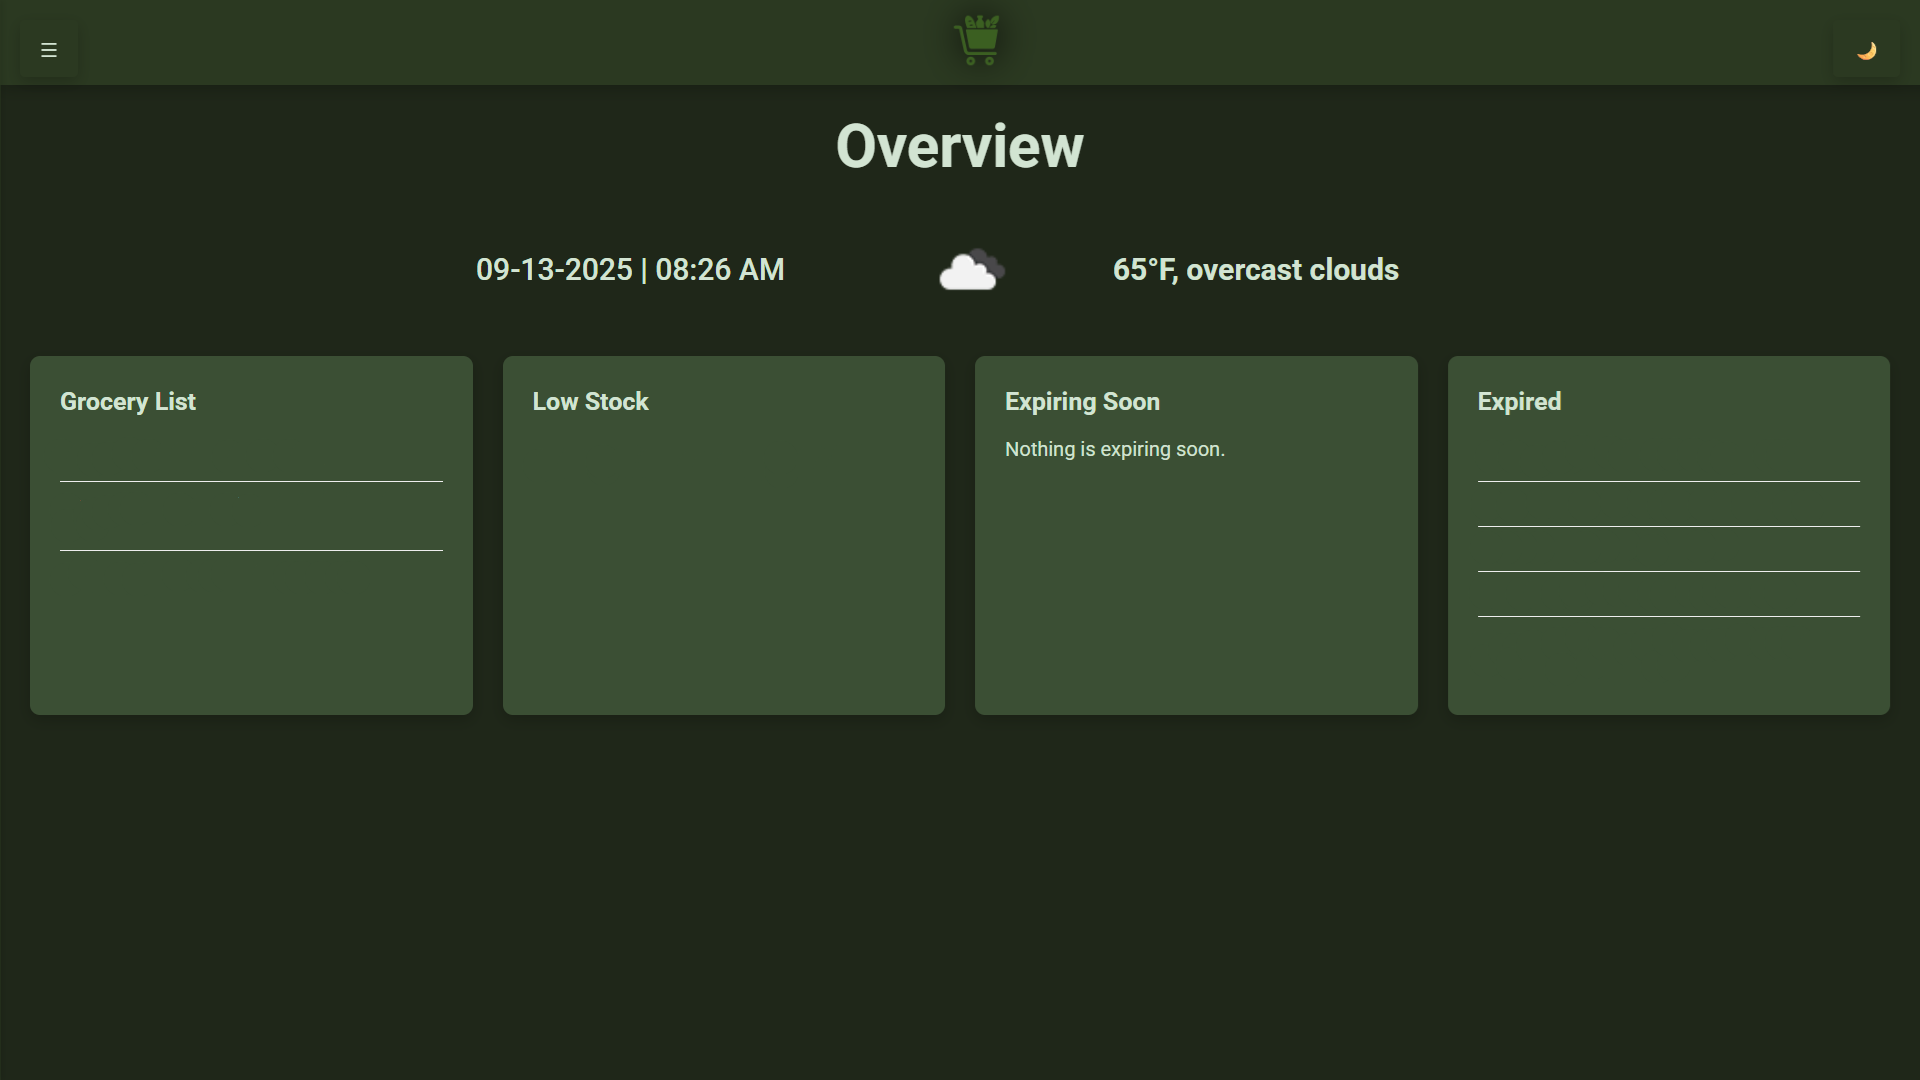 Overview
09-13-2025 | 08:26 AM
65°F, overcast clouds
Grocery List
Low Stock
Expiring Soon
Nothing is expiring soon.
Expired